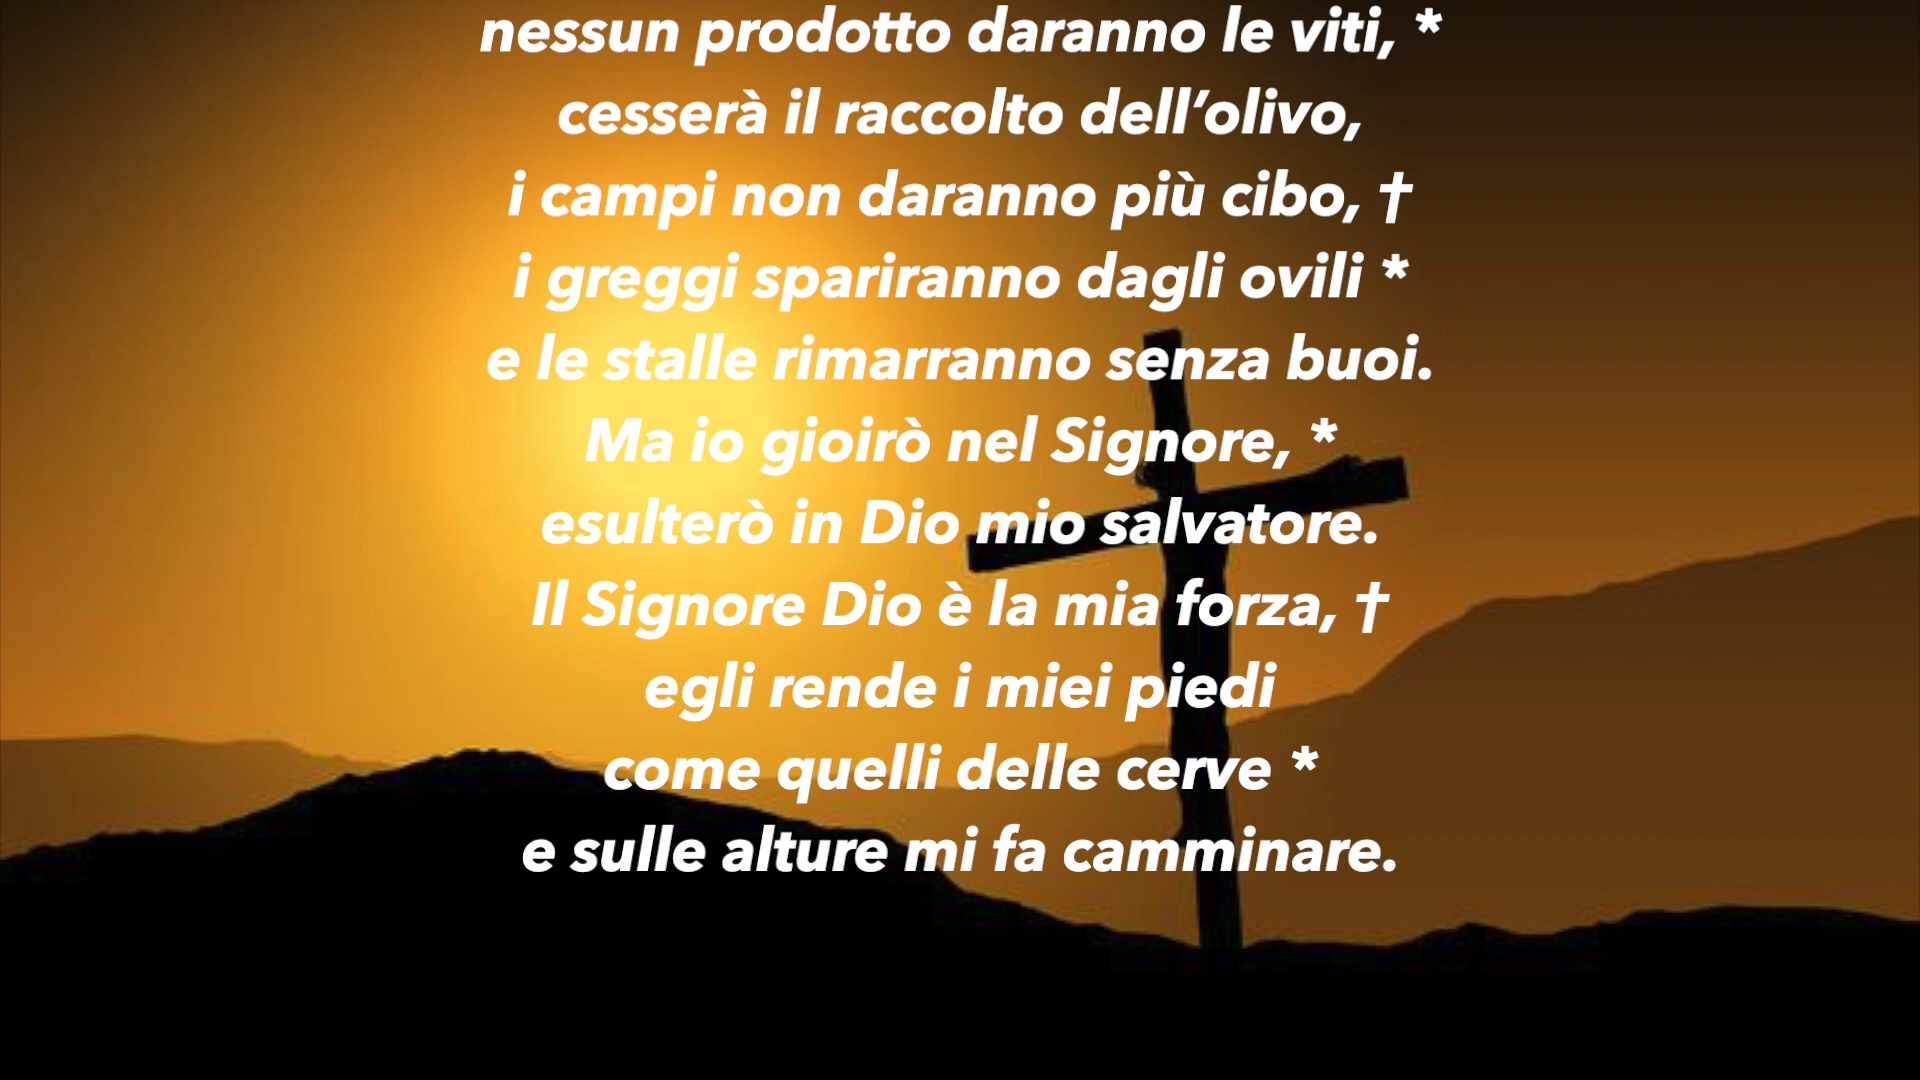 nessun prodotto daranno le viti, *
cesserà il raccolto dell’olivo,
i campi non daranno più cibo, †
i greggi spariranno dagli ovili *
e le stalle rimarranno senza buoi.
Ma io gioirò nel Signore, *
esulterò in Dio mio salvatore.
Il Signore Dio è la mia forza, †
egli rende i miei piedi
come quelli delle cerve *
e sulle alture mi fa camminare.